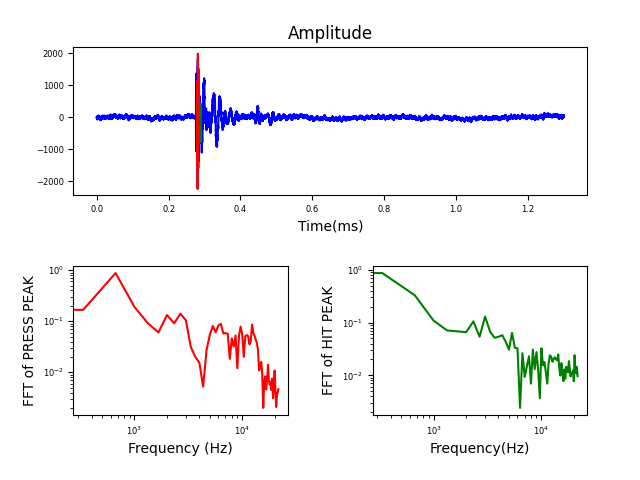 Amplitude
2000
1000
0
−1000
−2000
0.0 0.2 0.4 0.6 0.8 1.0 1.2
Time(ms)
FFT of PRESS PEAK
10⁰
10⁻¹
10⁻²
10³ 10⁴
Frequency (Hz)
FFT of HIT PEAK
10⁰
10⁻¹
10⁻²
10³ 10⁴
Frequency(Hz)